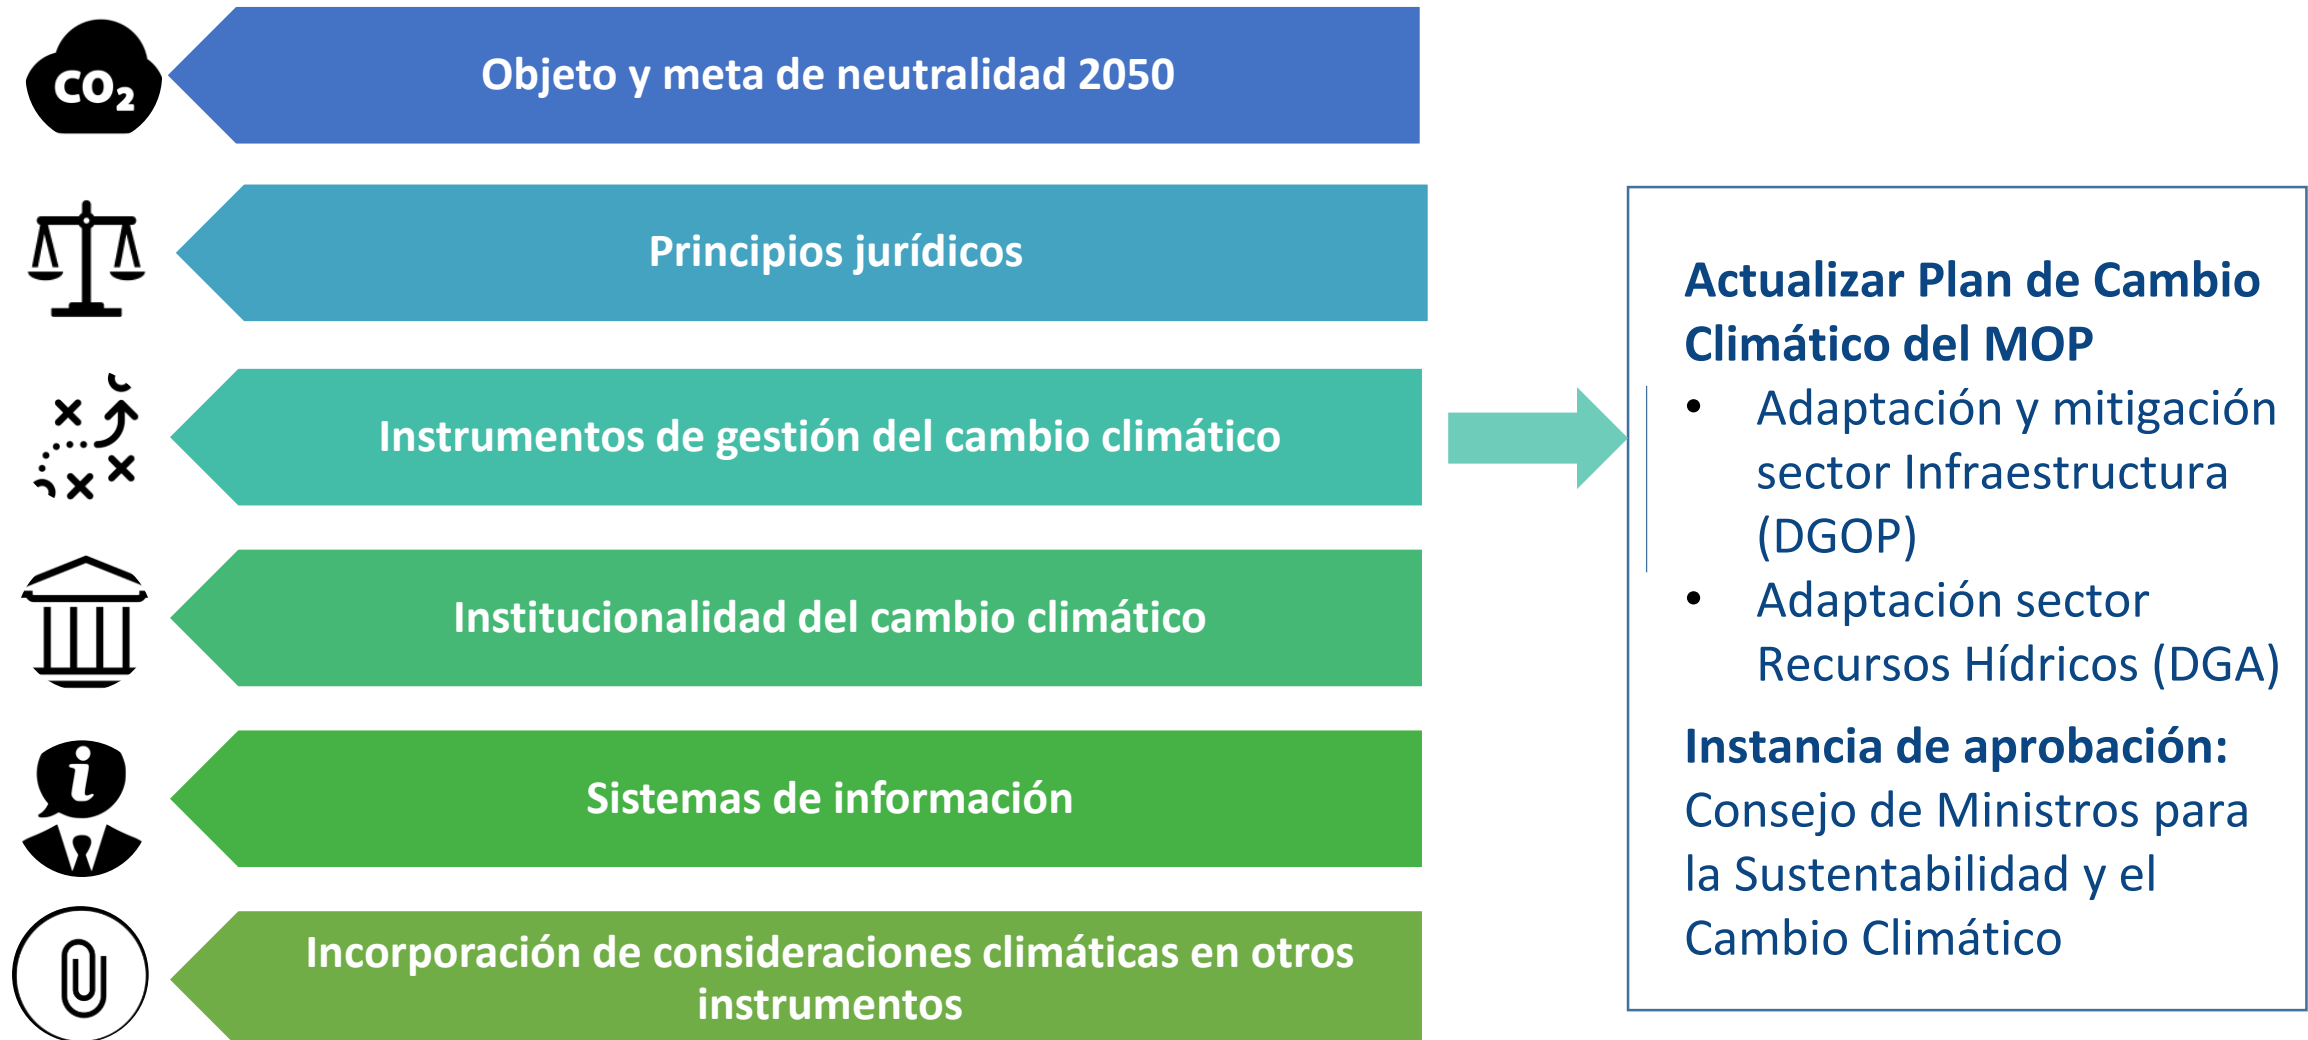 CO₂
Objeto y meta de neutralidad 2050
Principios jurídicos
Instrumentos de gestión del cambio climático
Institucionalidad del cambio climático
i
Sistemas de información
Incorporación de consideraciones climáticas en otros
instrumentos
Actualizar Plan de Cambio
Climático del MOP
• Adaptación y mitigación
sector Infraestructura
(DGOP)
• Adaptación sector
Recursos Hídricos (DGA)
Instancia de aprobación:
Consejo de Ministros para
la Sustentabilidad y el
Cambio Climático